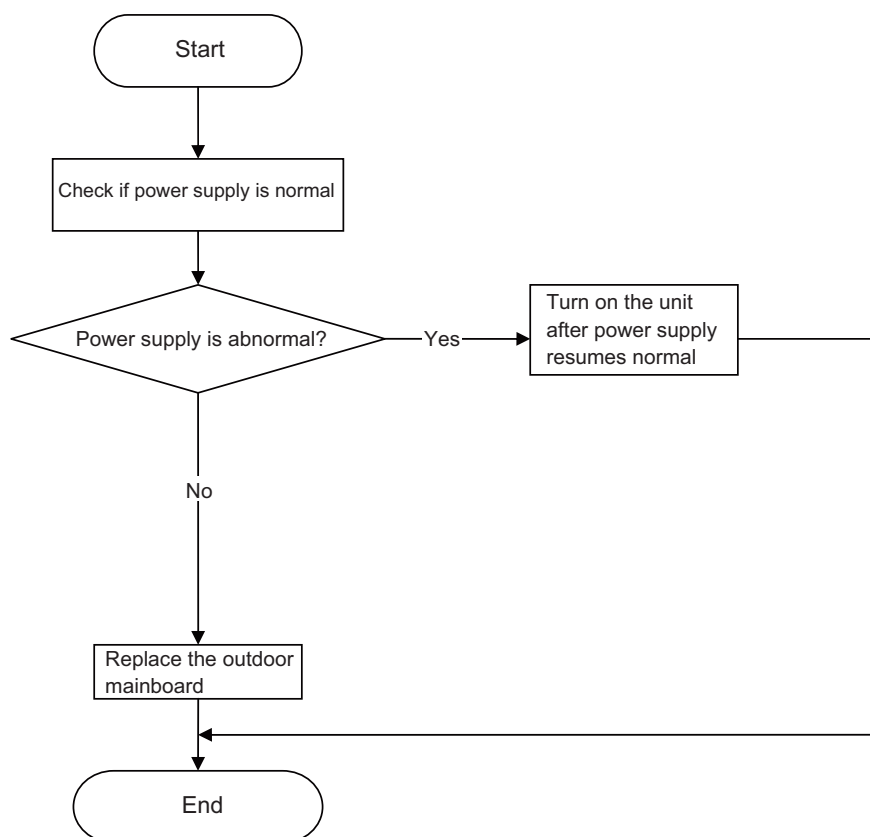 Start
Check if power supply is normal
Power supply is abnormal?
Yes
Turn on the unit
after power supply
resumes normal
No
Replace the outdoor
mainboard
End